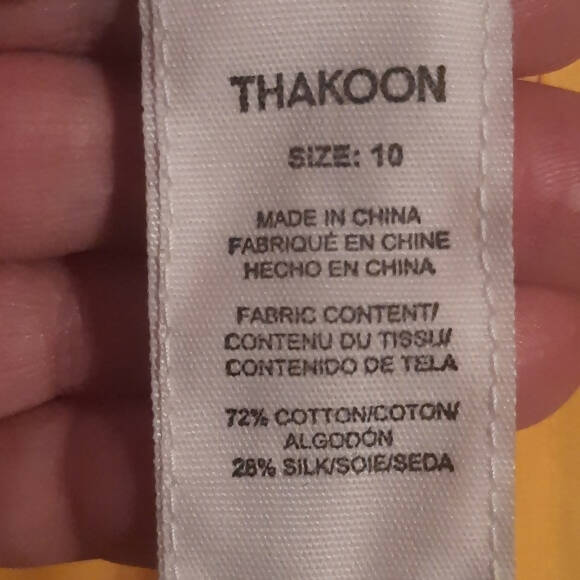 THAKOON
SIZE: 10
MADE IN CHINA
FABRIQUÉ EN CHINE
HECHO EN CHINA
FABRIC CONTENT/
CONTENU DU TISSU/
CONTENIDO DE TELA
72% COTTON/COTON/
ALGODÓN
28% SILK/SOIE/SEDA